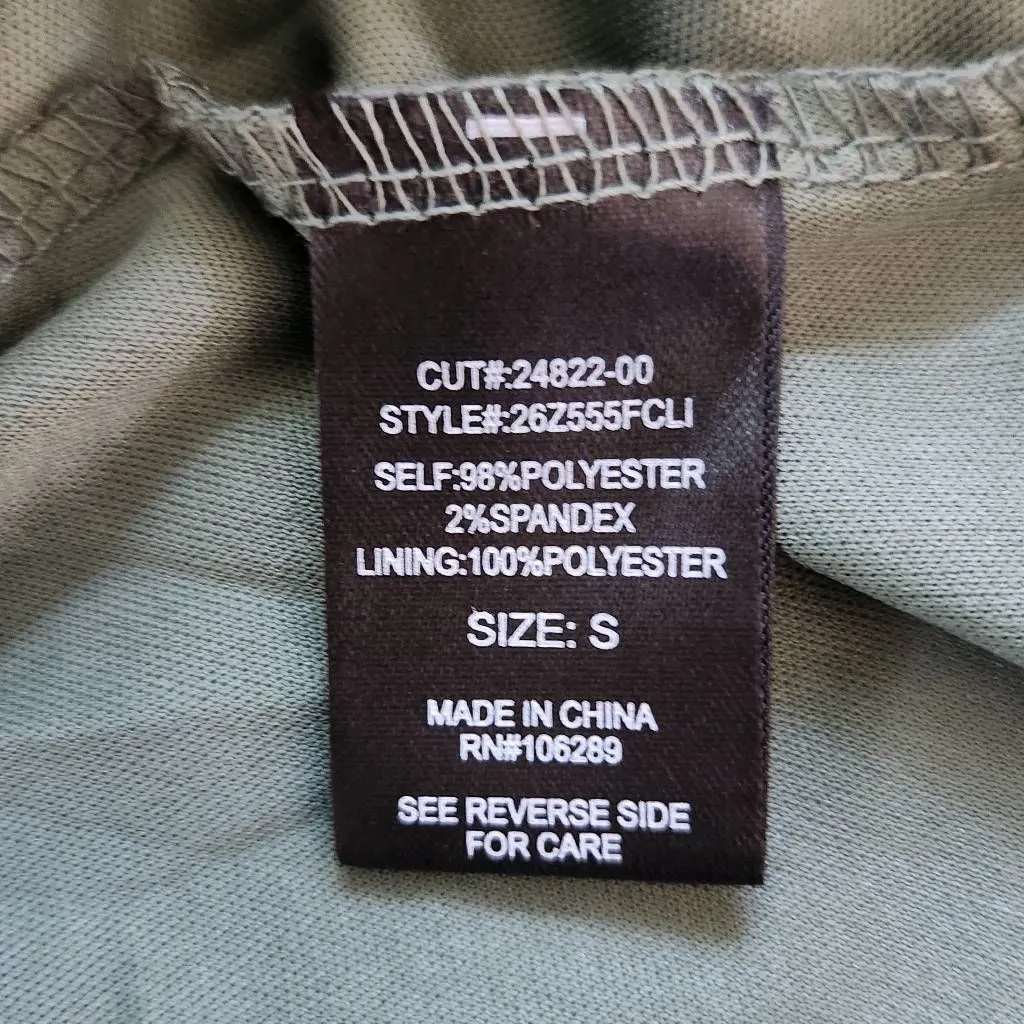 CUT#:24822-00
STYLE#:26Z555FCLI
SELF:98%POLYESTER
2%SPANDEX
LINING:100%POLYESTER
SIZE: S
MADE IN CHINA
RN#106289
SEE REVERSE SIDE
FOR CARE